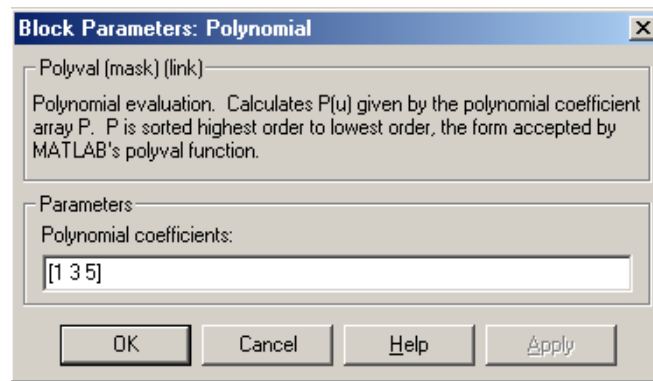 Block Parameters: Polynomial
Polyval (mask) (link)
Polynomial evaluation. Calculates P(u) given by the polynomial coefficient
array P. P is sorted highest order to lowest order, the form accepted by
MATLAB's polyval function.
Parameters
Polynomial coefficients:
[1 3 5]
OK Cancel Help Apply